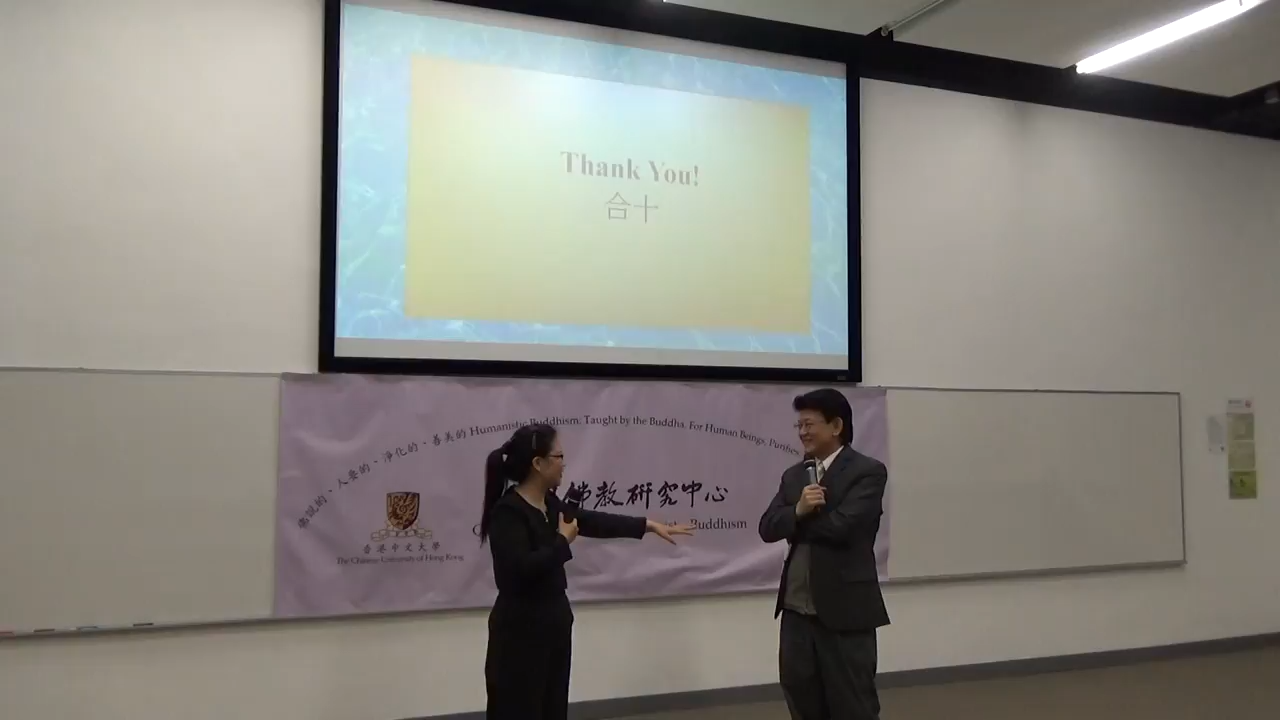 Thank You!
合十
佛說的、人要的、淨化的、善美的 Humanistic Buddhism: Taught by the Buddha, For Human Beings, Purifies
佛教研究中心
Buddhism
香港中文大學
The Chinese University of Hong Kong